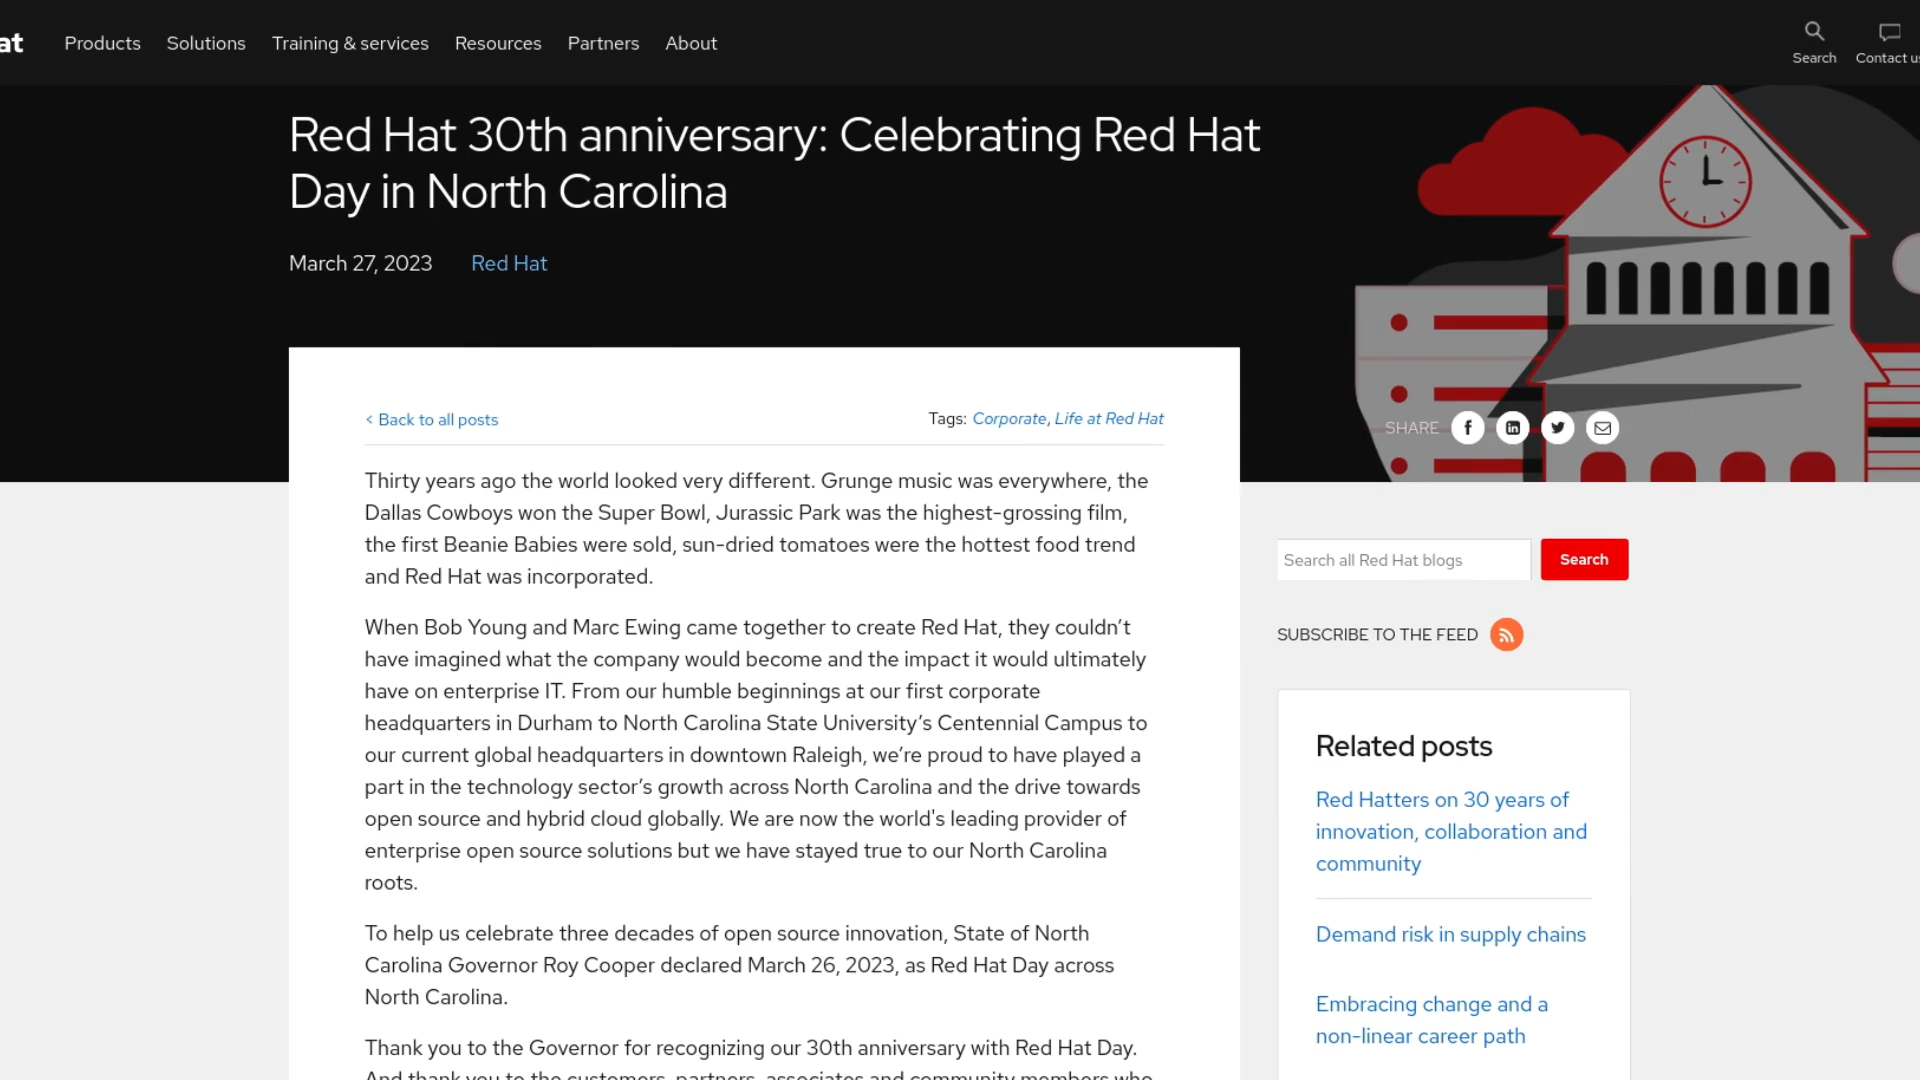 at Products Solutions Training & services Resources Partners About Search Contact us
Red Hat 30th anniversary: Celebrating Red Hat
Day in North Carolina
March 27, 2023 Red Hat
< Back to all posts Tags: Corporate, Life at Red Hat
SHARE
Thirty years ago the world looked very different. Grunge music was everywhere, the
Dallas Cowboys won the Super Bowl, Jurassic Park was the highest-grossing film,
the first Beanie Babies were sold, sun-dried tomatoes were the hottest food trend
and Red Hat was incorporated.
When Bob Young and Marc Ewing came together to create Red Hat, they couldn’t
have imagined what the company would become and the impact it would ultimately
have on enterprise IT. From our humble beginnings at our first corporate
headquarters in Durham to North Carolina State University’s Centennial Campus to
our current global headquarters in downtown Raleigh, we’re proud to have played a
part in the technology sector’s growth across North Carolina and the drive towards
open source and hybrid cloud globally. We are now the world's leading provider of
enterprise open source solutions but we have stayed true to our North Carolina
roots.
To help us celebrate three decades of open source innovation, State of North
Carolina Governor Roy Cooper declared March 26, 2023, as Red Hat Day across
North Carolina.
Thank you to the Governor for recognizing our 30th anniversary with Red Hat Day.
And thank you to the customers, partners, associates and community members who
Search all Red Hat blogs Search
SUBSCRIBE TO THE FEED
Related posts
Red Hatters on 30 years of
innovation, collaboration and
community
Demand risk in supply chains
Embracing change and a
non-linear career path